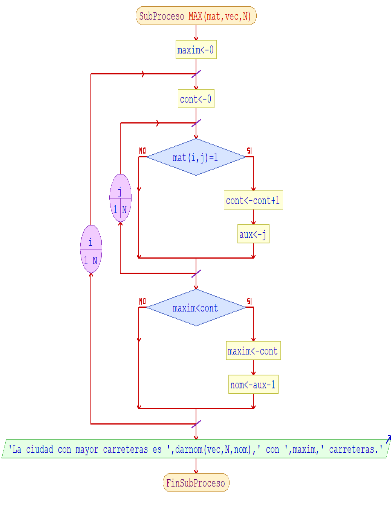 SubProceso MAK(mat,vec,N)
maxim<-0
cont<-0
NO
SI
mat(i,j)=1
j
1 N
cont<-cont+1
aux<-j
i
1 N
NO
SI
maxim<cont
maxim<-cont
nom<-aux-1
'La ciudad con mayor carreteras es ',darnom(vec,N,nom),' con ',maxim,' carreteras.'
FinSubProceso